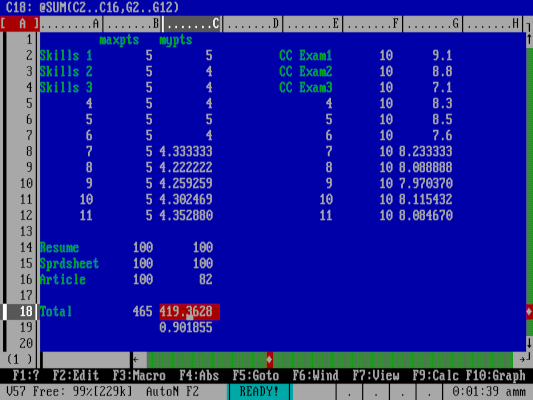 C18: @SUM(C2..C16,G2..G12)
[ A ] .......A .......B .......C .......D .......E .......F .......G .......H
1 maxpts mypts
2 Skills 1 5 5 CC Exam1 10 9.1
3 Skills 2 5 4 CC Exam2 10 8.8
4 Skills 3 5 4 CC Exam3 10 7.1
5 4 5 4 4 10 8.3
6 5 5 5 5 10 8.5
7 6 5 4 6 10 7.6
8 7 5 4.333333 7 10 8.233333
9 8 5 4.222222 8 10 8.088888
10 9 5 4.259259 9 10 7.970370
11 10 5 4.302469 10 10 8.115432
12 11 5 4.352880 11 10 8.084670
13
14 Resume 100 100
15 Sprdsheet 100 100
16 Article 100 82
17
18 Total 465 419.3628
19 0.901855
20
(1 )
F1:? F2:Edit F3:Macro F4:Abs F5:Goto F6:Wind F7:View F9:Calc F10:Graph
V57 Free: 99%[229k] AutoN F2 READY! . . . . 0:01:39 amm